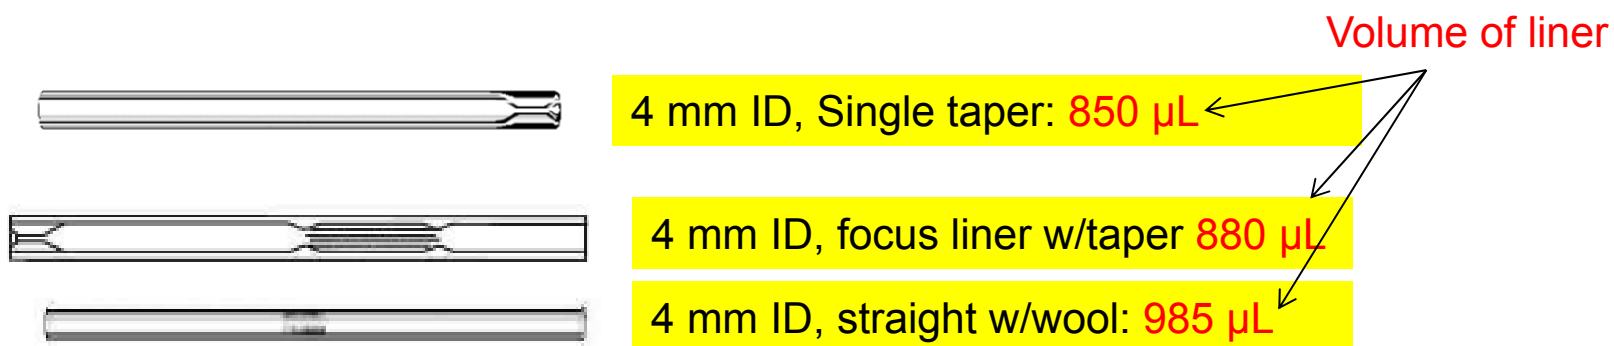 Volume of liner
4 mm ID, Single taper: 850 µL
4 mm ID, focus liner w/taper 880 µL
4 mm ID, straight w/wool: 985 µL